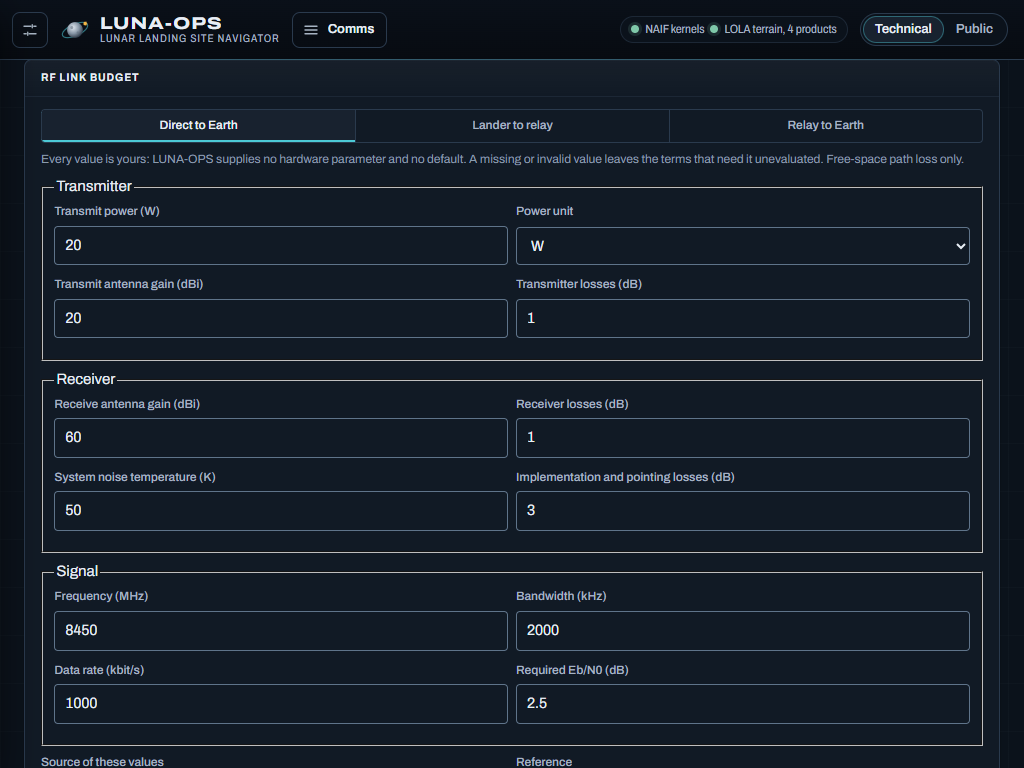 LUNA-OPS
LUNAR LANDING SITE NAVIGATOR
Comms
NAIF kernels
LOLA terrain, 4 products
Technical
Public
RF LINK BUDGET
Direct to Earth
Lander to relay
Relay to Earth
Every value is yours: LUNA-OPS supplies no hardware parameter and no default. A missing or invalid value leaves the terms that need it unevaluated. Free-space path loss only.
Transmitter
Transmit power (W)
Power unit
20
W
Transmit antenna gain (dBi)
Transmitter losses (dB)
20
1
Receiver
Receive antenna gain (dBi)
Receiver losses (dB)
60
1
System noise temperature (K)
Implementation and pointing losses (dB)
50
3
Signal
Frequency (MHz)
Bandwidth (kHz)
8450
2000
Data rate (kbit/s)
Required Eb/N0 (dB)
1000
2.5
Source of these values
Reference